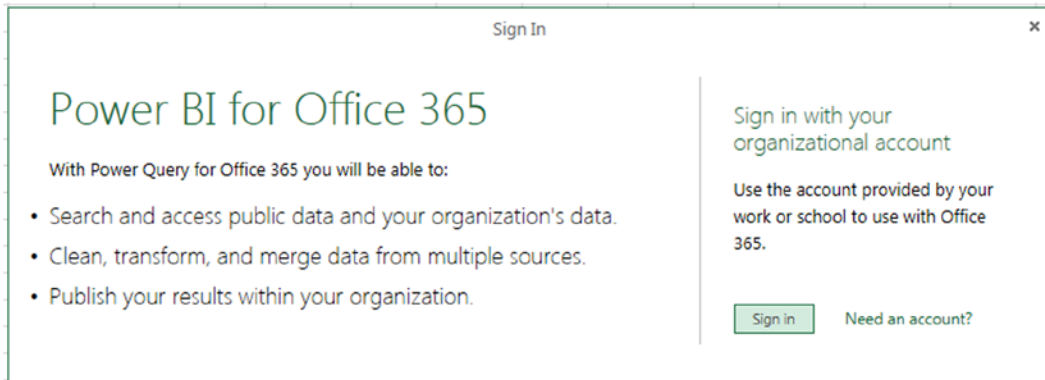 Sign In
Power BI for Office 365
With Power Query for Office 365 you will be able to:
• Search and access public data and your organization's data.
• Clean, transform, and merge data from multiple sources.
• Publish your results within your organization.
Sign in with your
organizational account
Use the account provided by your
work or school to use with Office
365.
Sign in
Need an account?